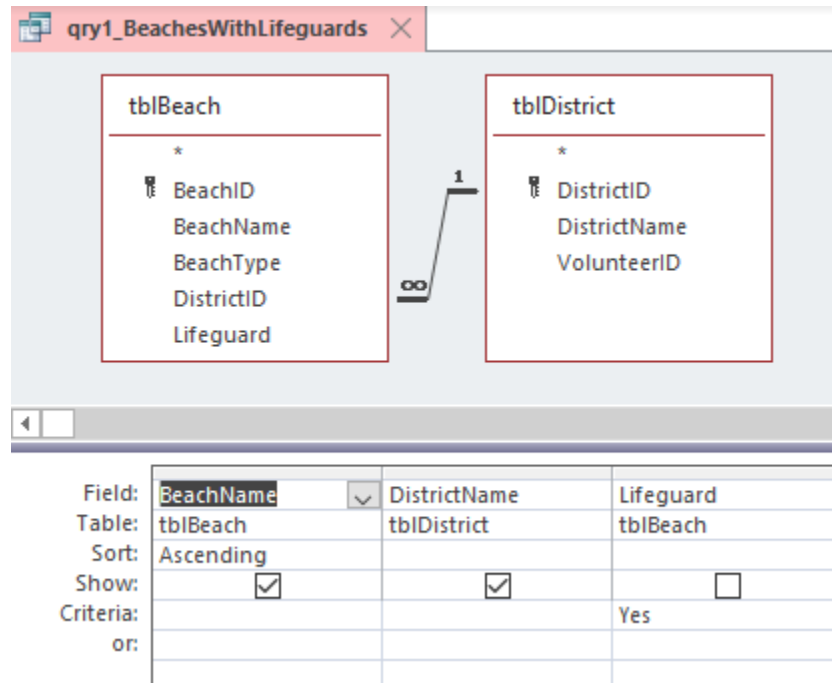 qry1_BeachesWithLifeguards
tblBeach
*
BeachID
BeachName
BeachType
DistrictID
Lifeguard
1
∞
tblDistrict
*
DistrictID
DistrictName
VolunteerID
Field: BeachName DistrictName Lifeguard
Table: tblBeach tblDistrict tblBeach
Sort: Ascending
Show:
Criteria: Yes
or: